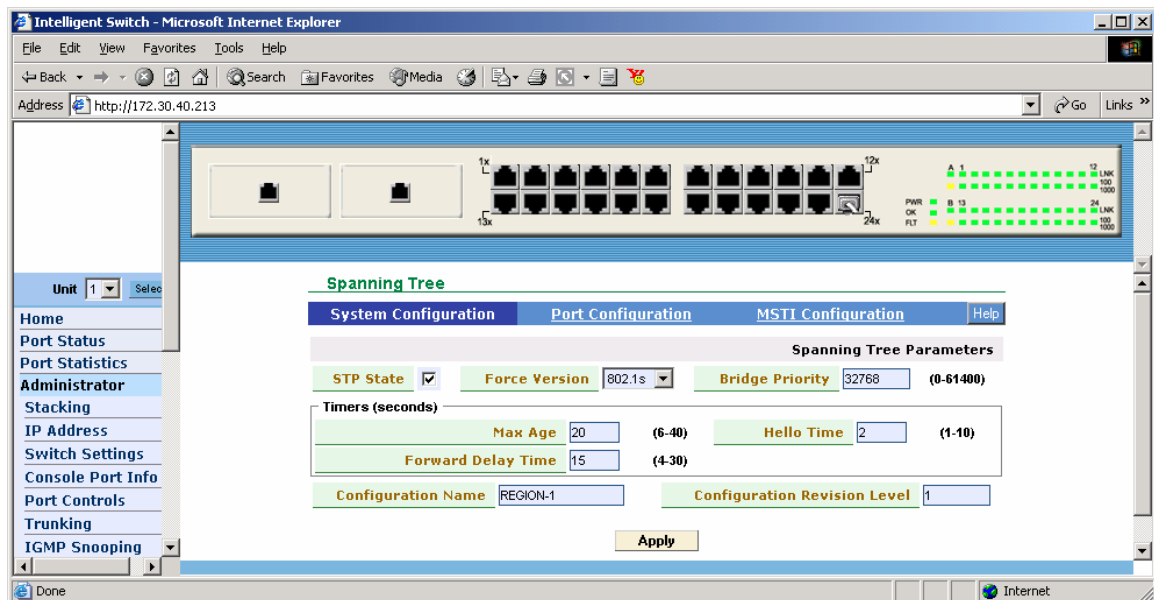 Intelligent Switch - Microsoft Internet Explorer
File Edit View Favorites Tools Help
Back Search Favorites Media
Address http://172.30.40.213 Go Links »
1x 12x
13x 24x
A 1 12 LNK
100
1000
PWR B 13 24 LNK
OK
FLT 100
1000
Unit 1 Selec
Home
Port Status
Port Statistics
Administrator
Stacking
IP Address
Switch Settings
Console Port Info
Port Controls
Trunking
IGMP Snooping
Spanning Tree
System Configuration Port Configuration MSTI Configuration Help
Spanning Tree Parameters
STP State Force Version 802.1s Bridge Priority 32768 (0-61400)
Timers (seconds)
Max Age 20 (6-40) Hello Time 2 (1-10)
Forward Delay Time 15 (4-30)
Configuration Name REGION-1 Configuration Revision Level 1
Apply
Done Internet